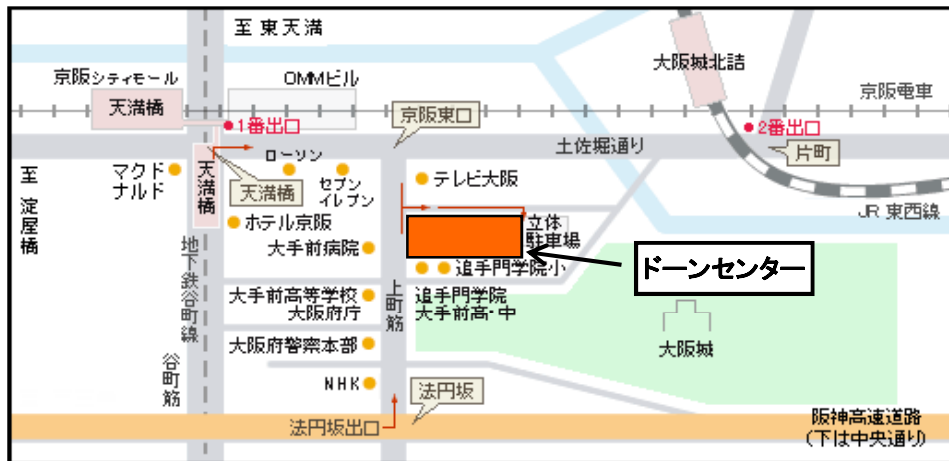 至 東天満
京阪シティモール
OMMビル
大阪城北詰
天満橋
京阪電車
1番出口
京阪東口
2番出口
土佐堀通り
片町
至 淀屋橋
マクド
ナルド
天満橋
ローソン
天満橋
セブン
イレブン
テレビ大阪
JR 東西線
ホテル京阪
立体
駐車場
大手前病院
追手門学院小
ドーンセンター
地下鉄谷町線
大手前高等学校
大阪府庁
上町筋
追手門学院
大手前高・中
大阪城
大阪府警察本部
谷町筋
NHK
法円坂
法円坂出口
阪神高速道路
(下は中央通り)